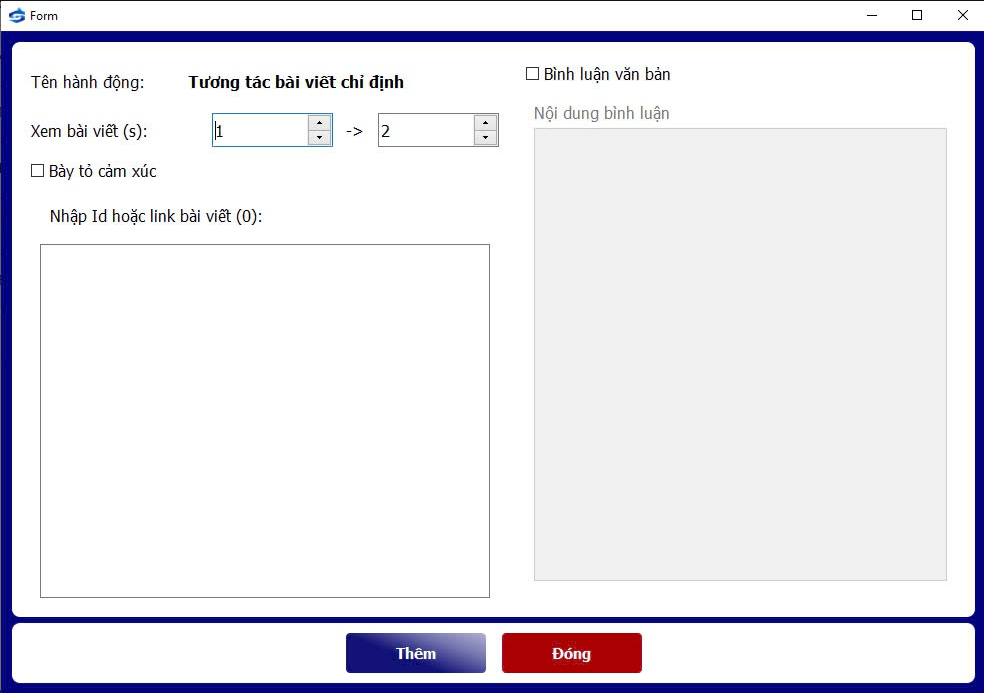 Form
Tên hành động: Tương tác bài viết chỉ định
Xem bài viết (s): 1 -> 2
Bày tỏ cảm xúc
Nhập Id hoặc link bài viết (0):
Bình luận văn bản
Nội dung bình luận
Thêm Đóng